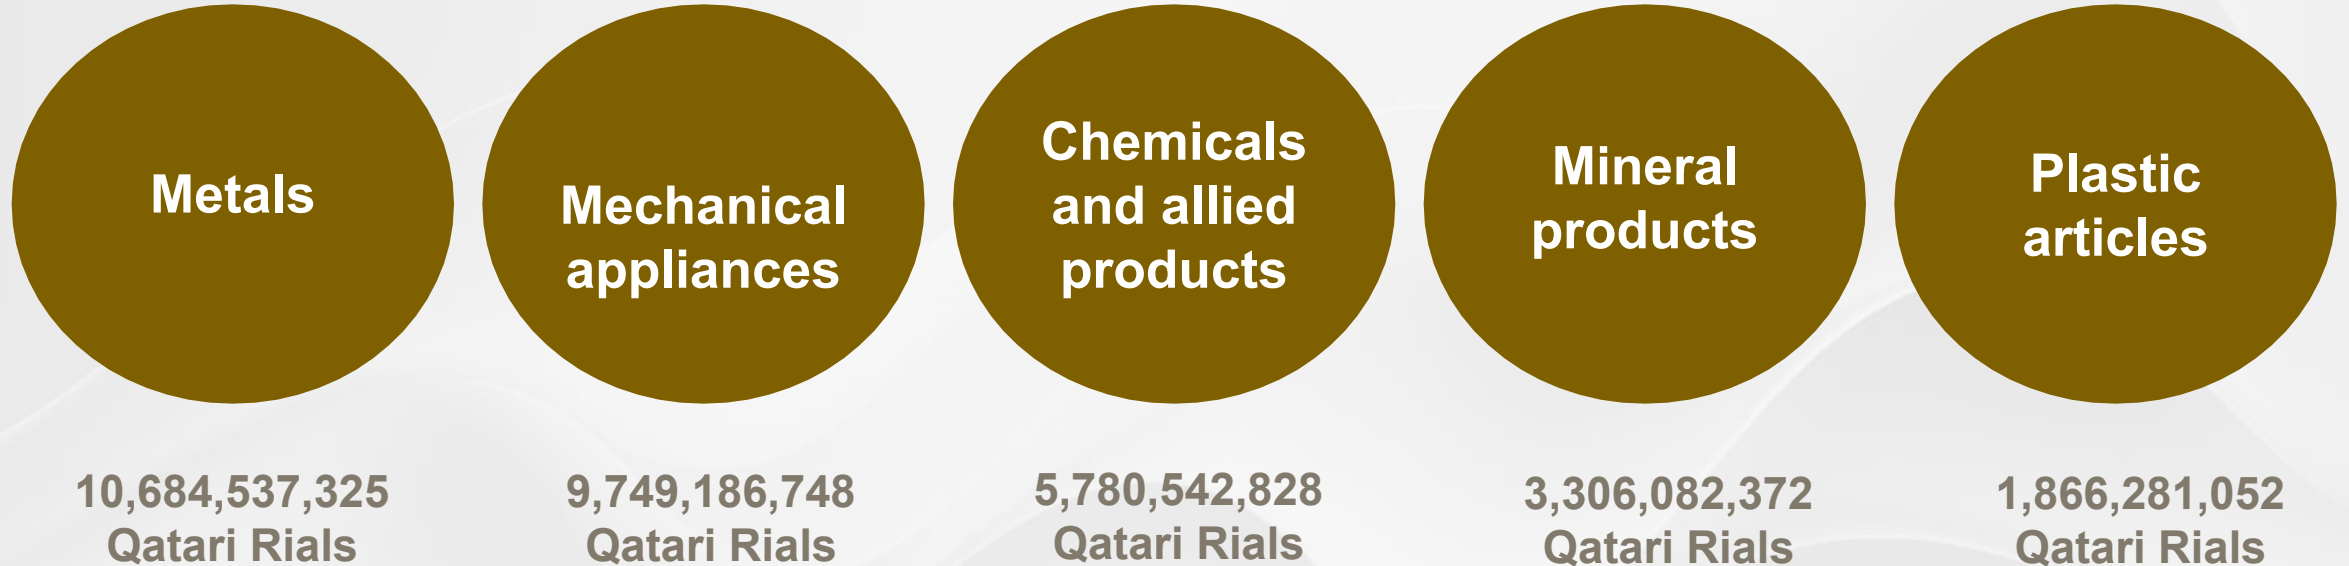 Metals
Mechanical
appliances
Chemicals
and allied
products
Mineral
products
Plastic
articles
10,684,537,325
Qatari Rials
9,749,186,748
Qatari Rials
5,780,542,828
Qatari Rials
3,306,082,372
Qatari Rials
1,866,281,052
Qatari Rials